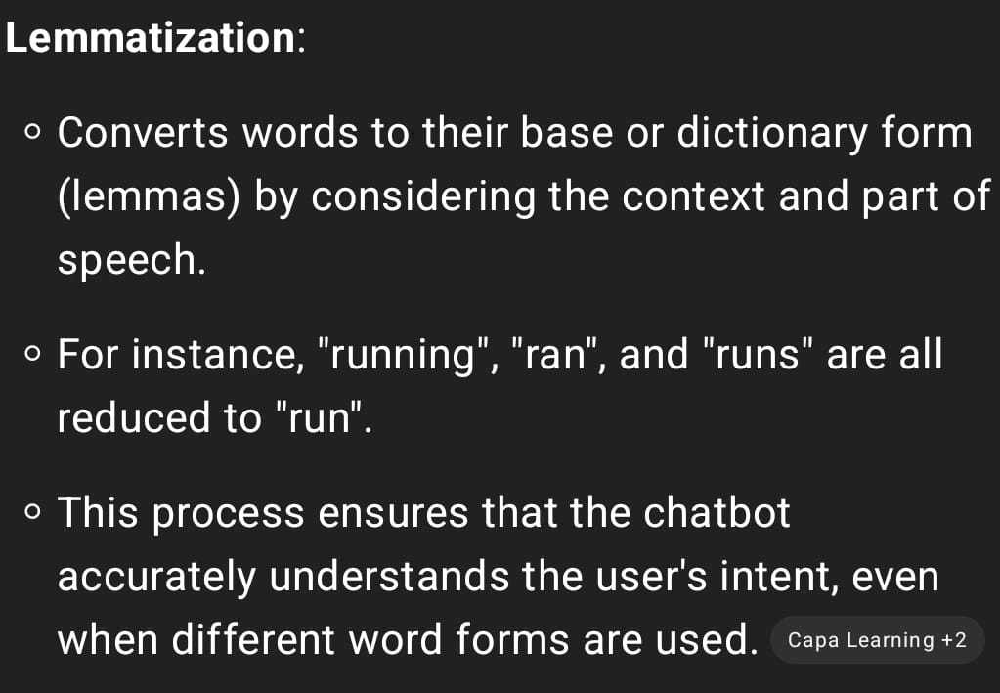 Lemmatization:
Converts words to their base or dictionary form
(lemmas) by considering the context and part of
speech.
For instance, "running", "ran", and "runs" are all
reduced to "run".
This process ensures that the chatbot
accurately understands the user's intent, even
when different word forms are used. Capa Learning +2